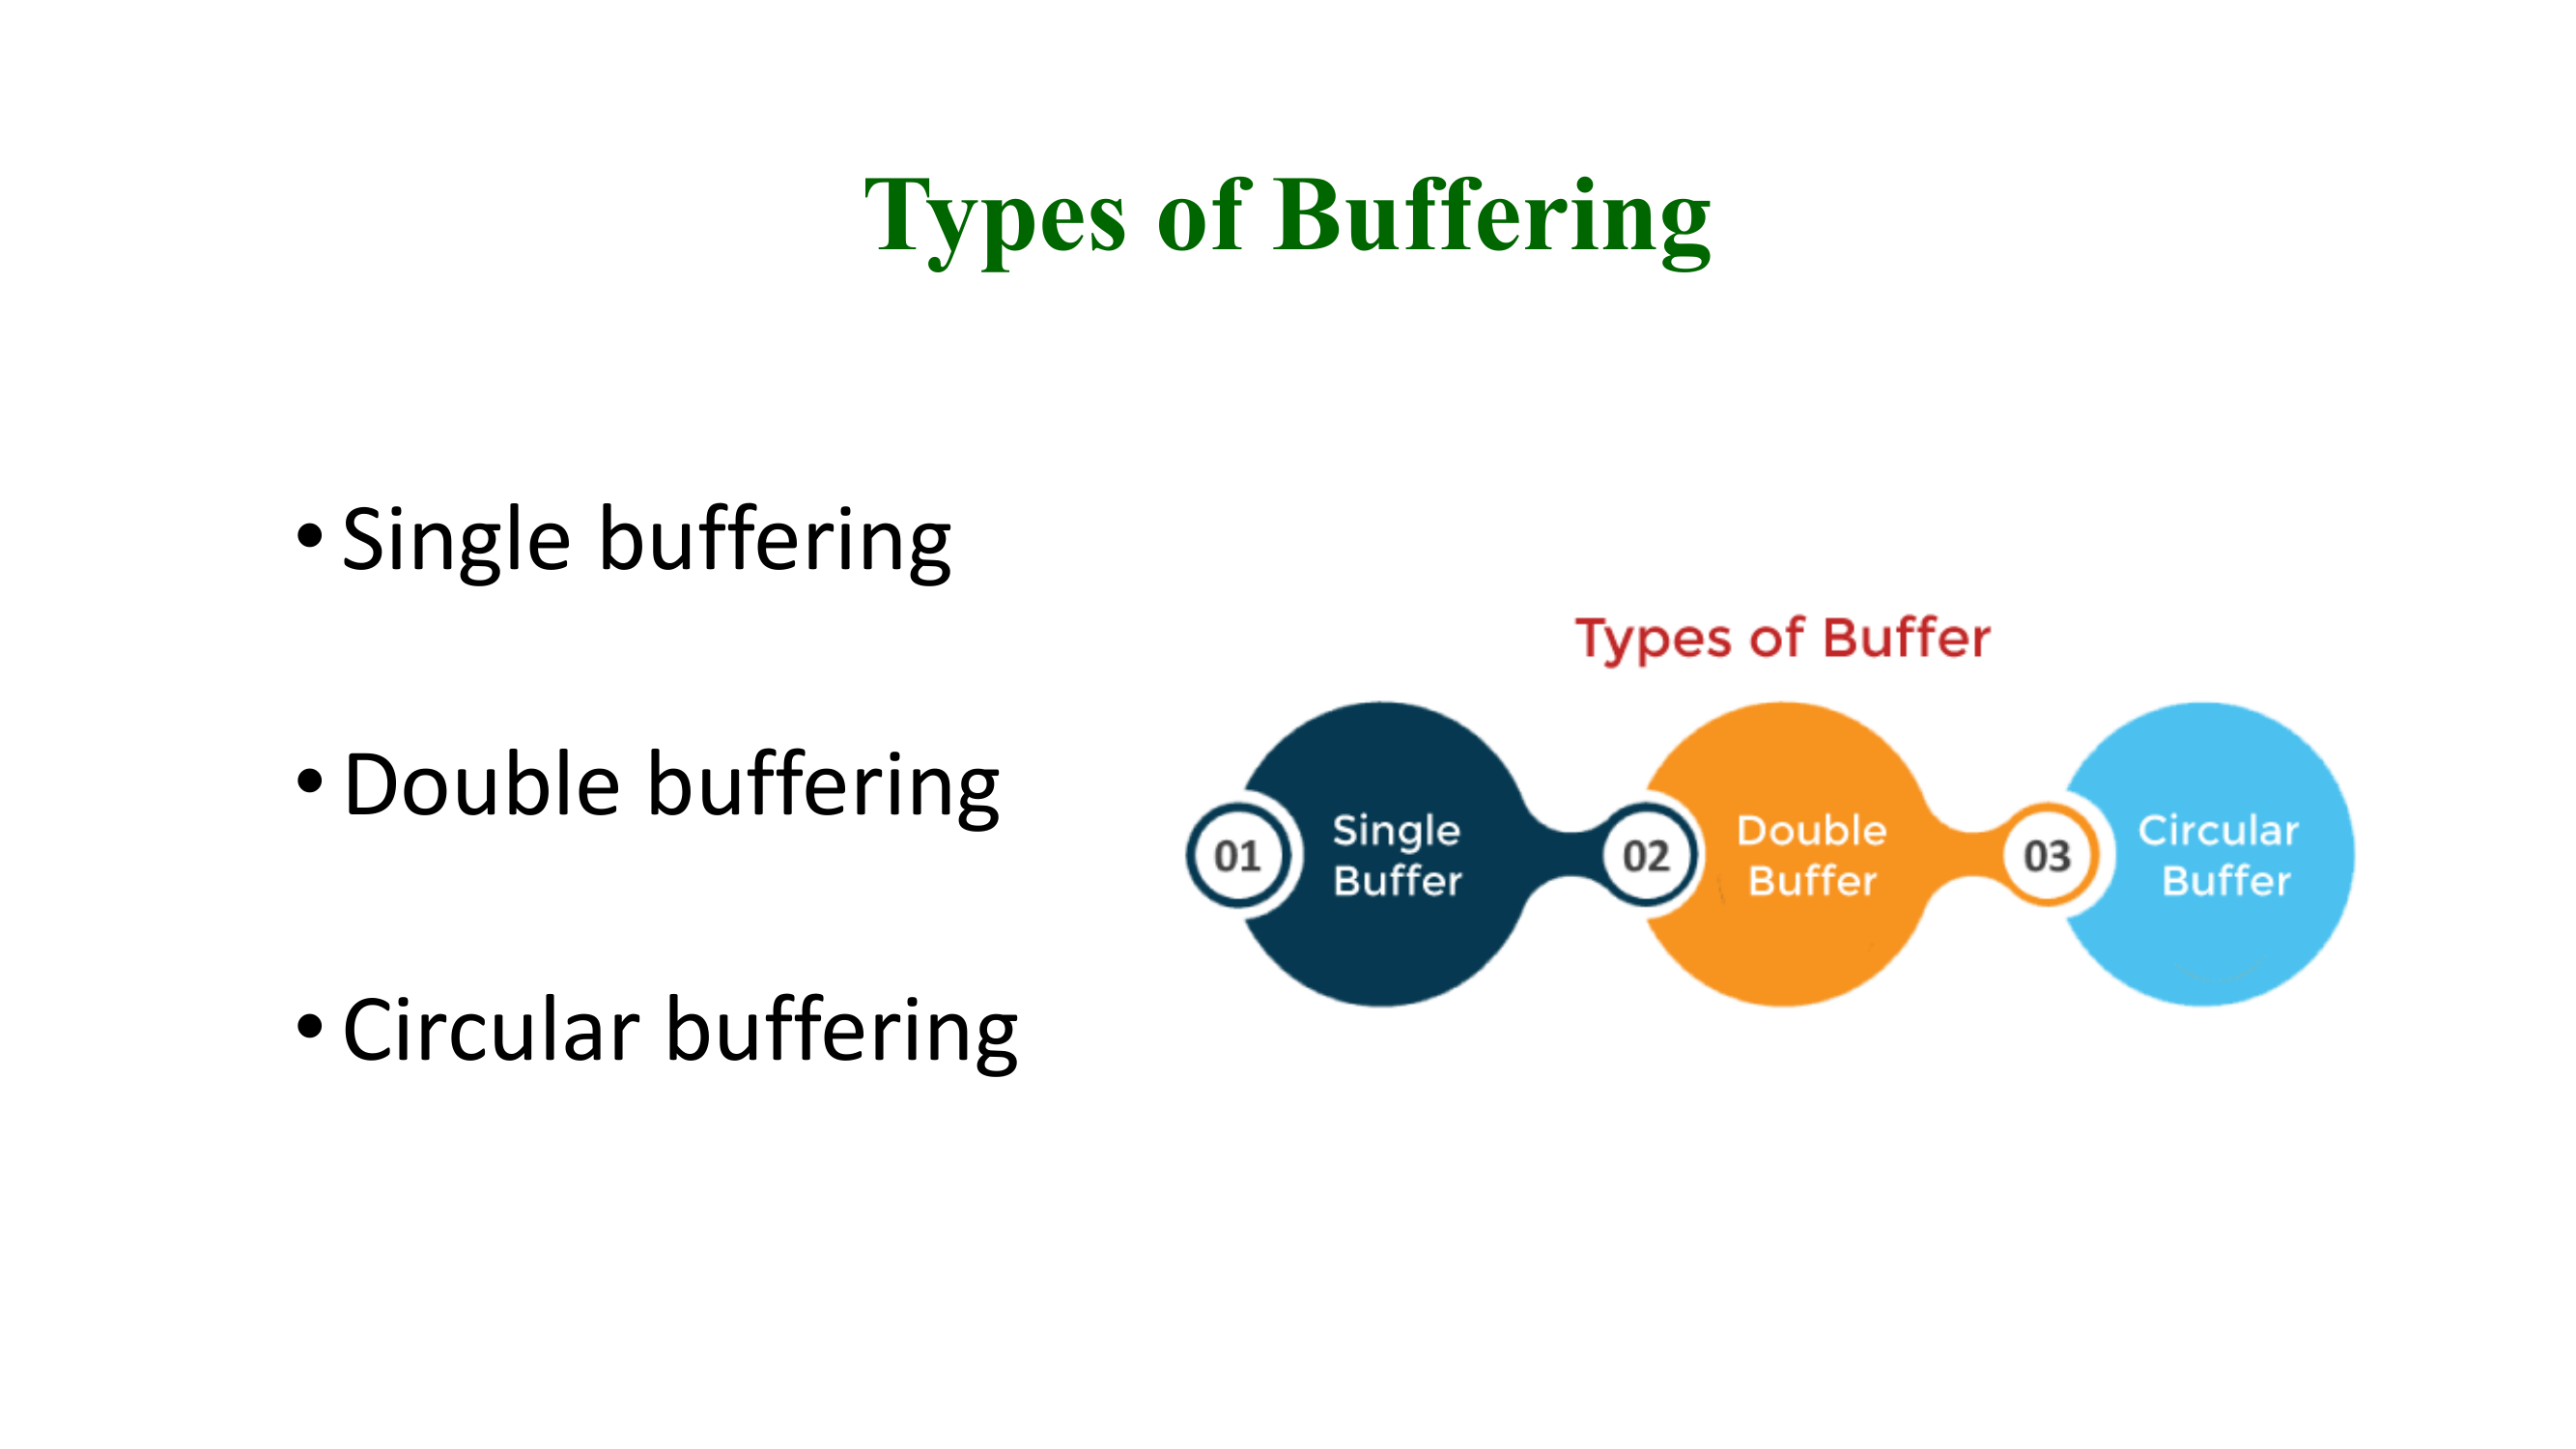 Types of Buffering
• Single buffering
• Double buffering
• Circular buffering
Types of Buffer
01
Single
Buffer
02
Double
Buffer
03
Circular
Buffer